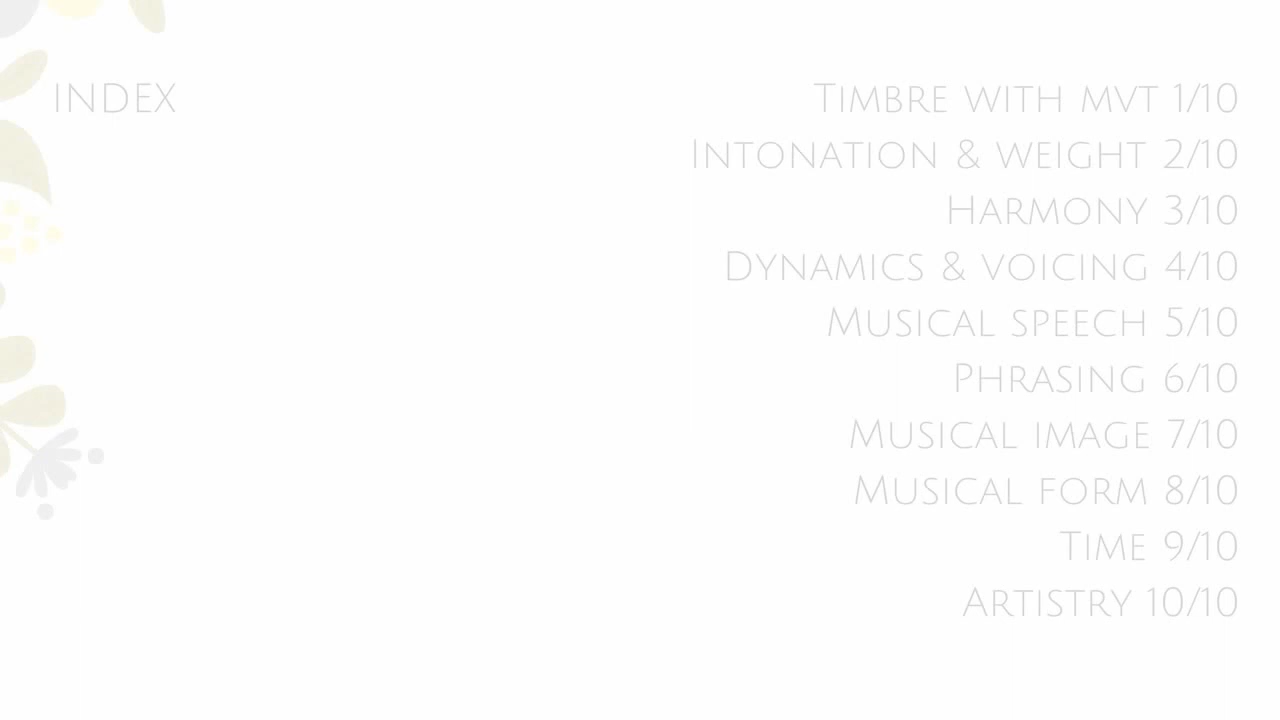 INDEX
Timbre with mvt 1/10
Intonation & weight 2/10
Harmony 3/10
Dynamics & voicing 4/10
Musical speech 5/10
Phrasing 6/10
Musical image 7/10
Musical form 8/10
Time 9/10
Artistry 10/10